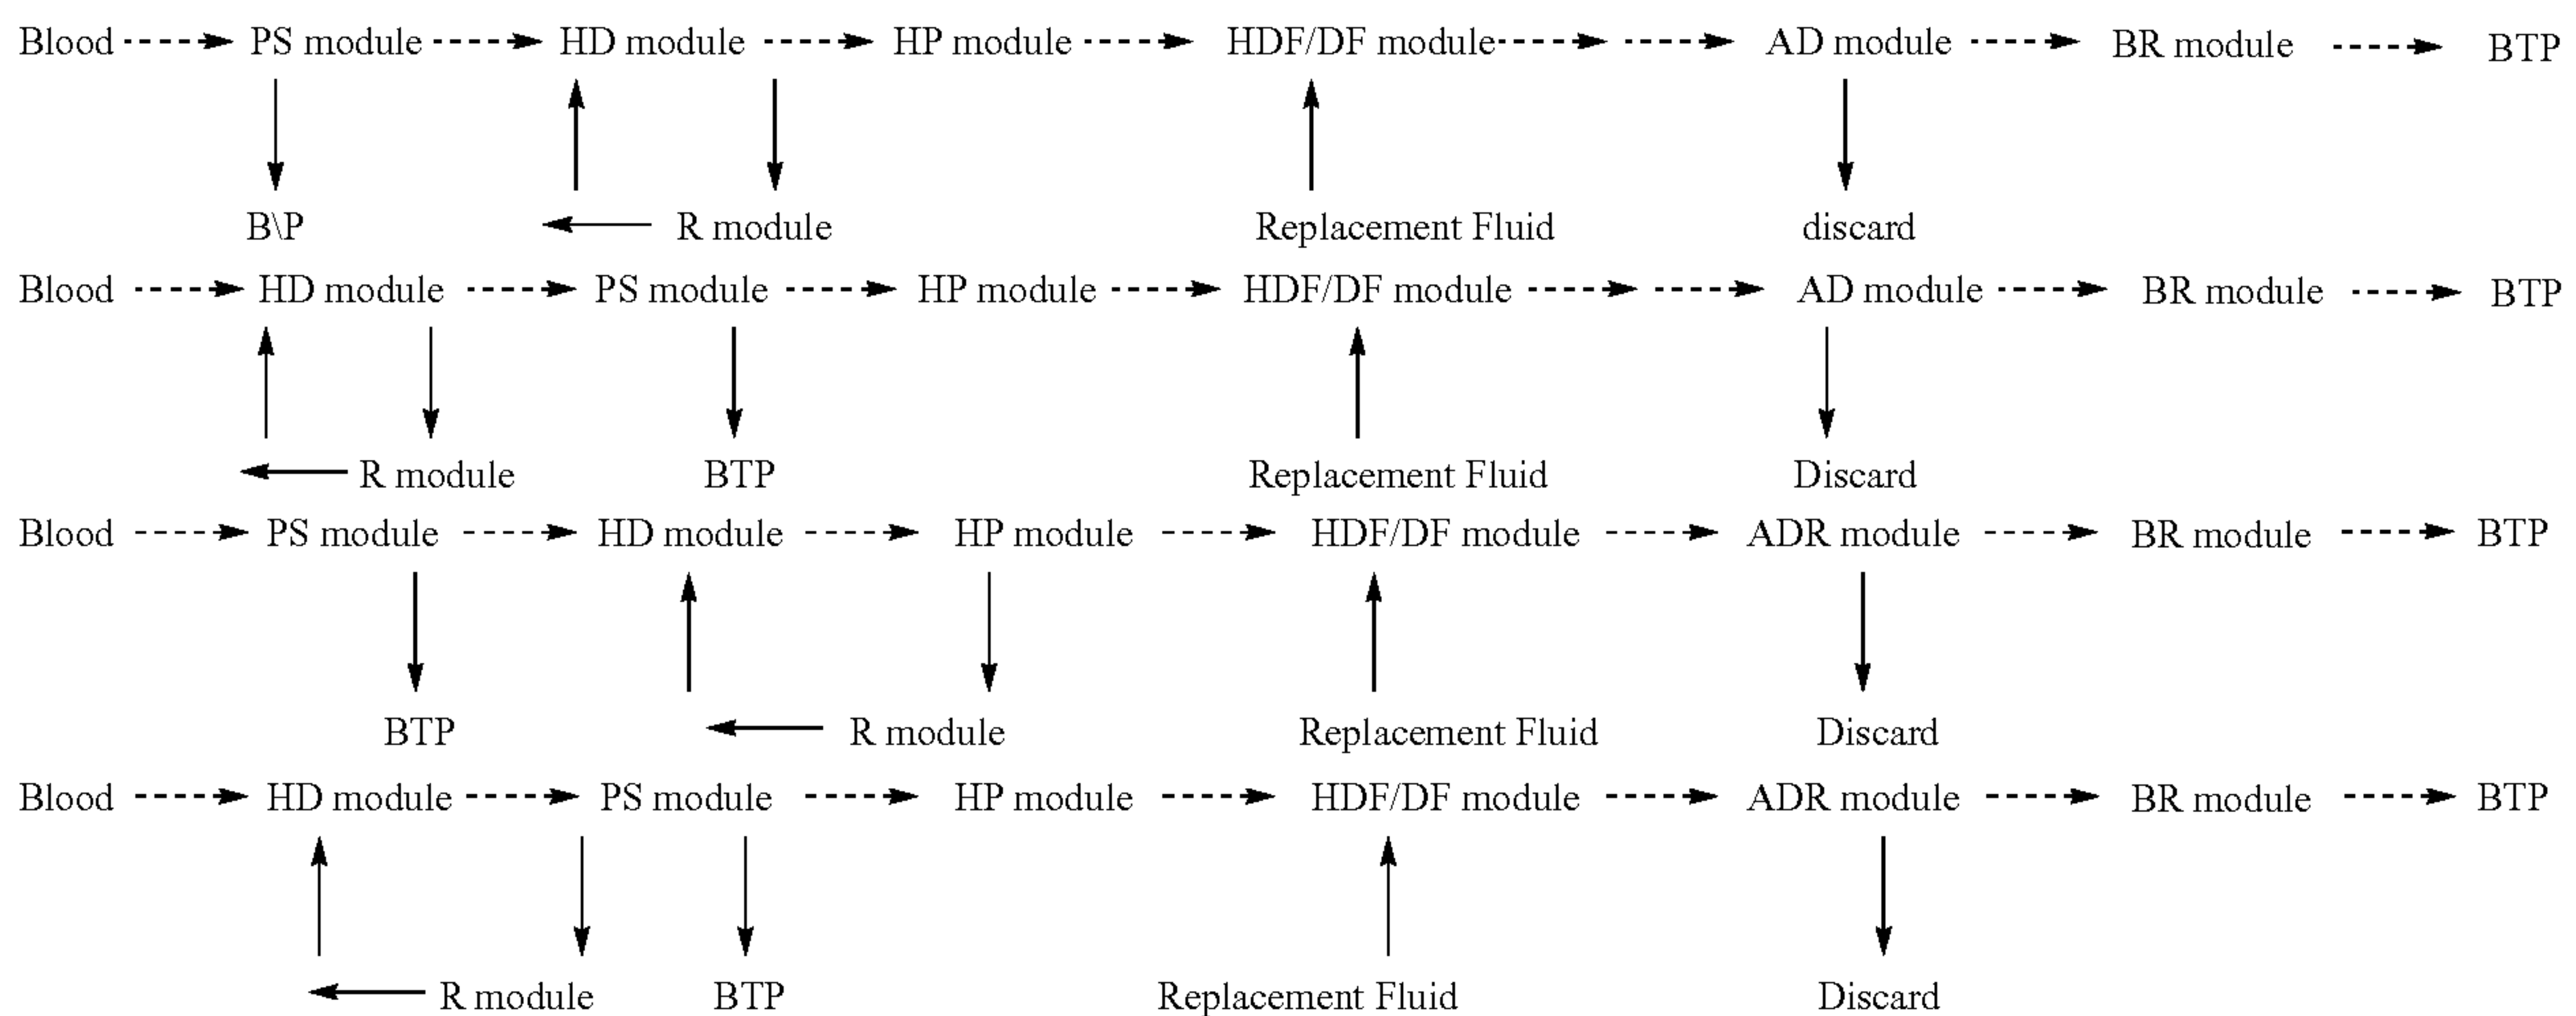 Blood PS module HD module HP module HDF/DF module AD module BR module BTP
B\P R module Replacement Fluid discard
Blood HD module PS module HP module HDF/DF module AD module BR module BTP
R module BTP Replacement Fluid Discard
Blood PS module HD module HP module HDF/DF module ADR module BR module BTP
BTP R module Replacement Fluid Discard
Blood HD module PS module HP module HDF/DF module ADR module BR module BTP
R module BTP Replacement Fluid Discard